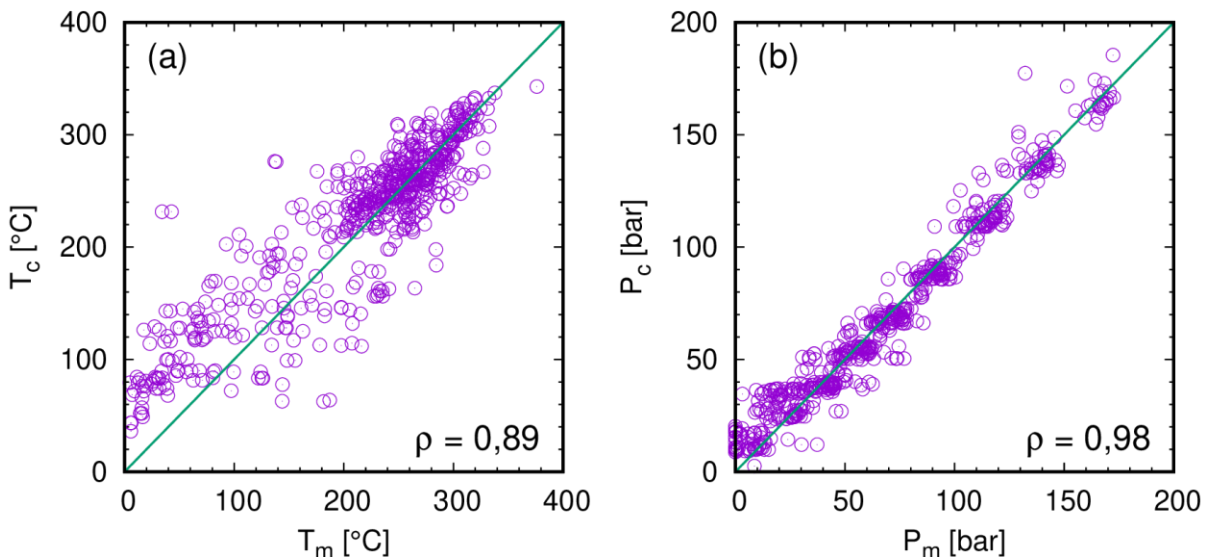 (a)
400
300
200
100
0
T_c [°C]
0 100 200 300 400
T_m [°C]
ρ = 0,89
(b)
200
150
100
50
0
P_c [bar]
0 50 100 150 200
P_m [bar]
ρ = 0,98